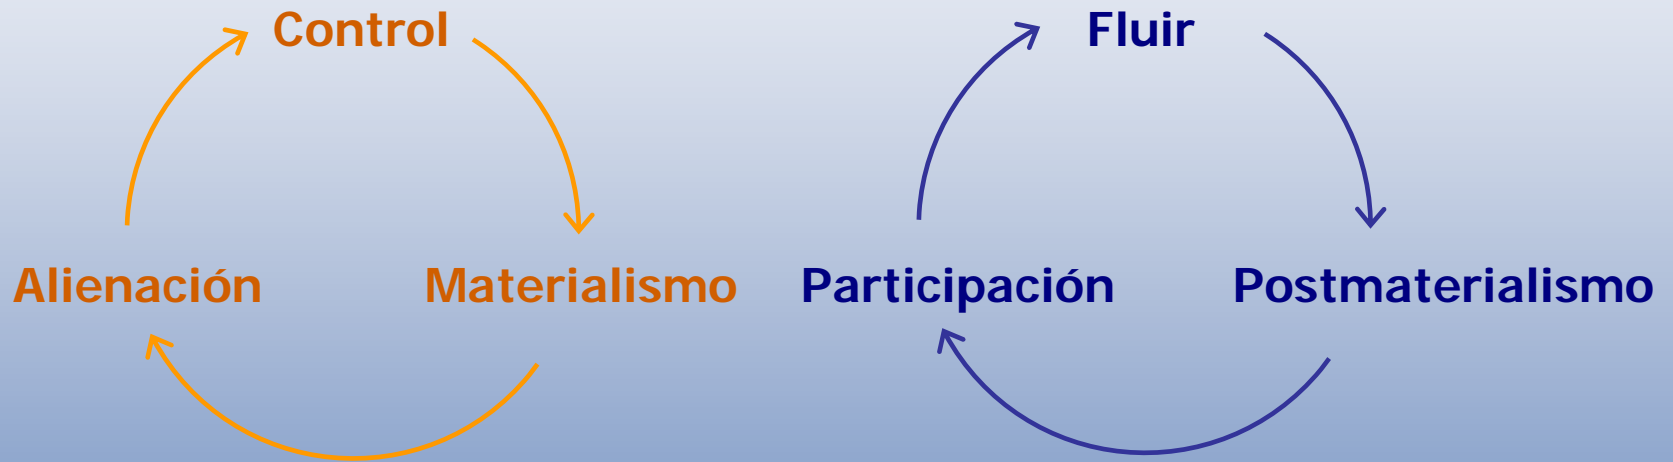 Control
Fluir
Alienación
Materialismo
Participación
Postmaterialismo